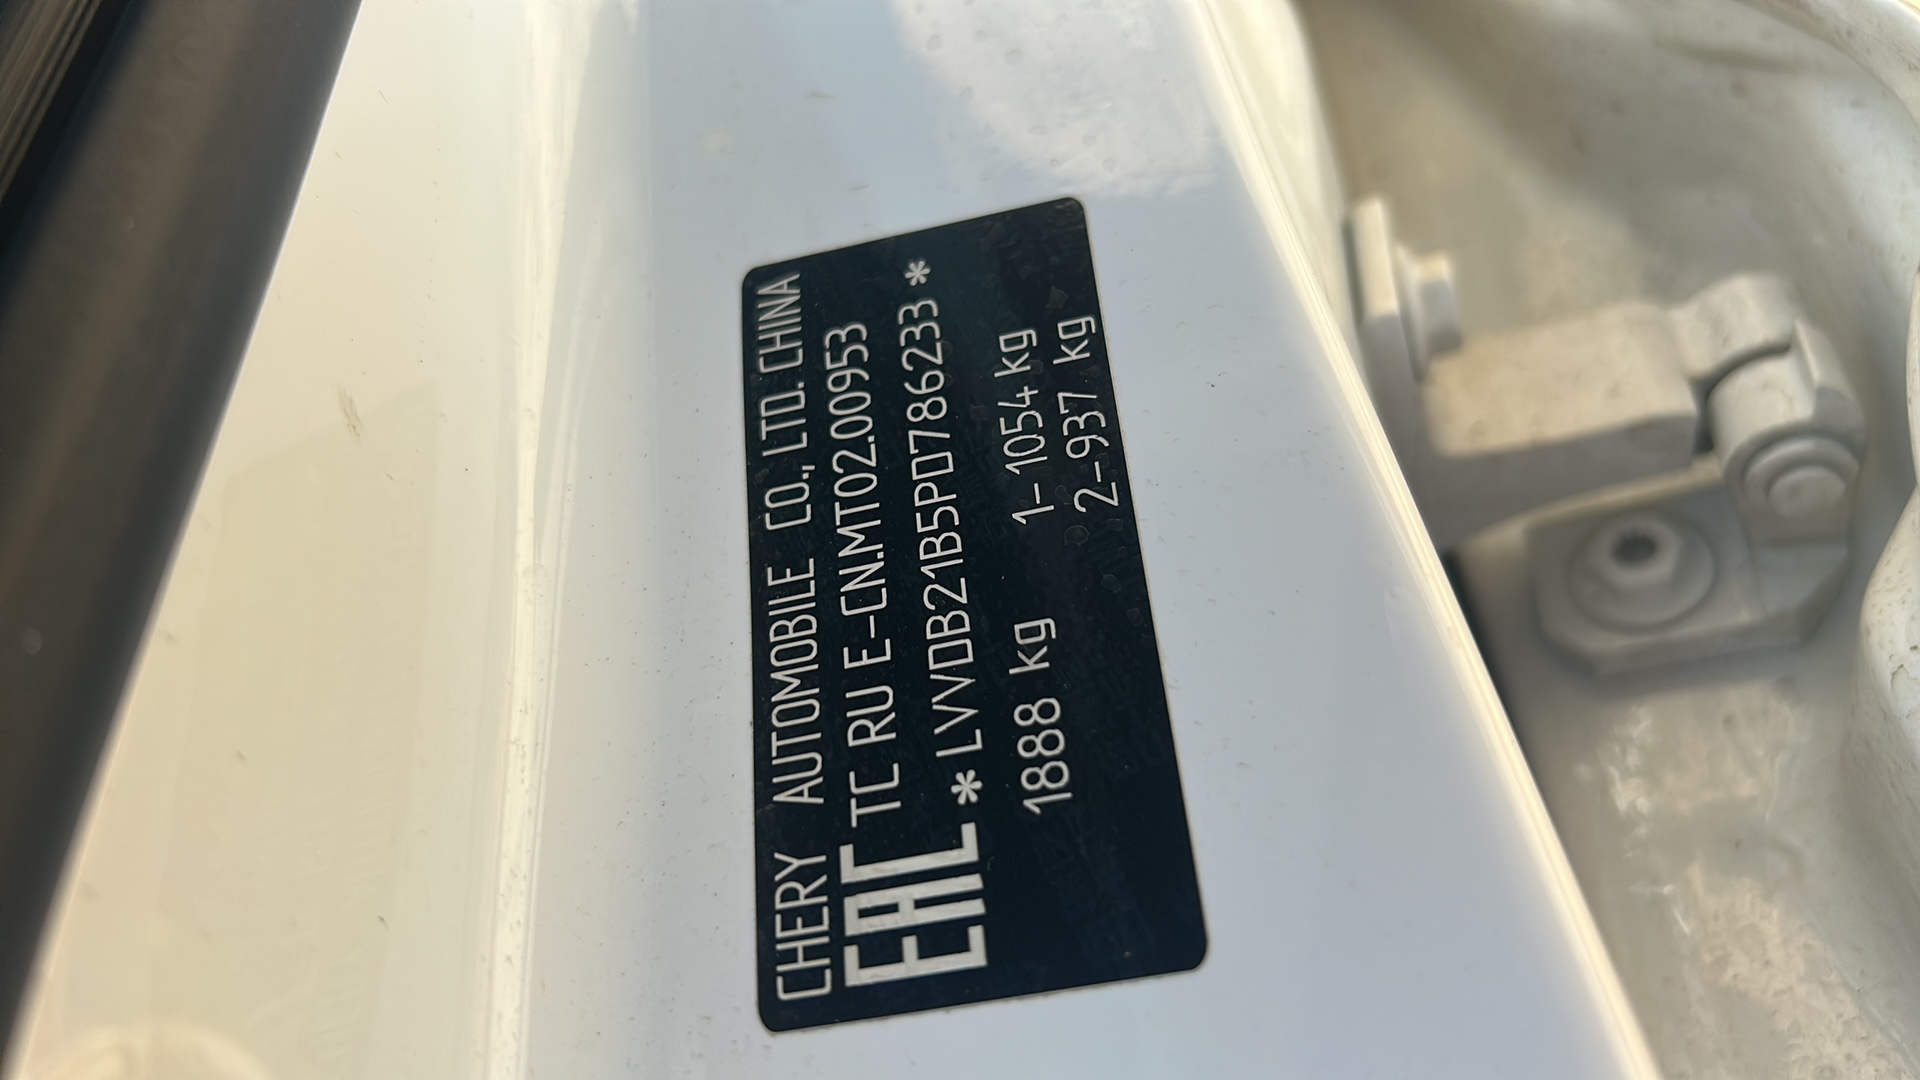 CHERY AUTOMOBILE CO., LTD. CHINA
EAC TC RU E-CN.MT02.00953
*LVVDB21B5PD786233*
1888 kg 1-1054 kg
2-937 kg